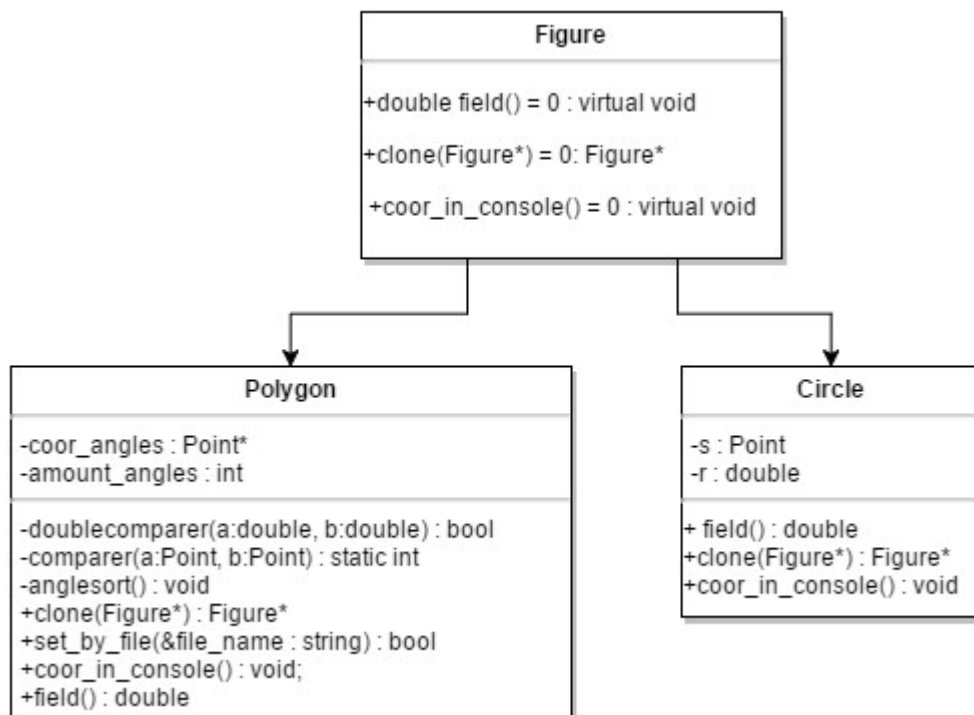 Figure
+double field() = 0 : virtual void
+clone(Figure*) = 0: Figure*
+coor_in_console() = 0 : virtual void
Polygon
-coor_angles : Point*
-amount_angles : int
-doublecomparer(a:double, b:double) : bool
-comparer(a:Point, b:Point) : static int
-anglesort() : void
+clone(Figure*) : Figure*
+set_by_file(&file_name : string) : bool
+coor_in_console() : void;
+field() : double
Circle
-s : Point
-r : double
+ field() : double
+clone(Figure*) : Figure*
+coor_in_console() : void